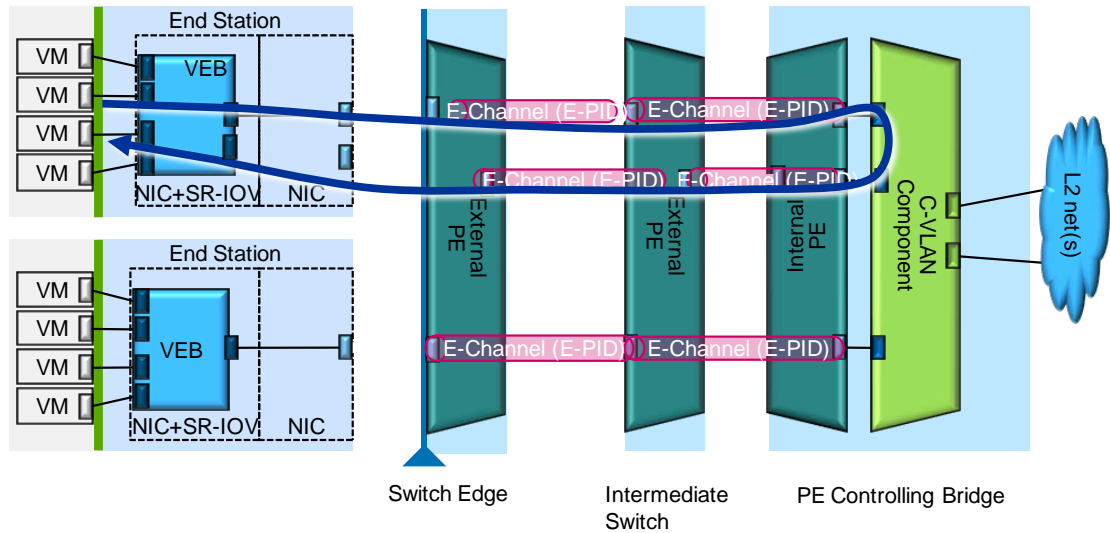 End Station
VM
VM
VM
VM
VEB
NIC+SR-IOV
NIC
E-Channel (E-PID)
E-Channel (E-PID)
E-Channel (E-PID)
E-Channel (E-PID)
External
PE
External
PE
Internal
PE
C-VLAN
Component
L2 net(s)
End Station
VM
VM
VM
VM
VEB
NIC+SR-IOV
NIC
E-Channel (E-PID)
E-Channel (E-PID)
Switch Edge
Intermediate
Switch
PE Controlling Bridge